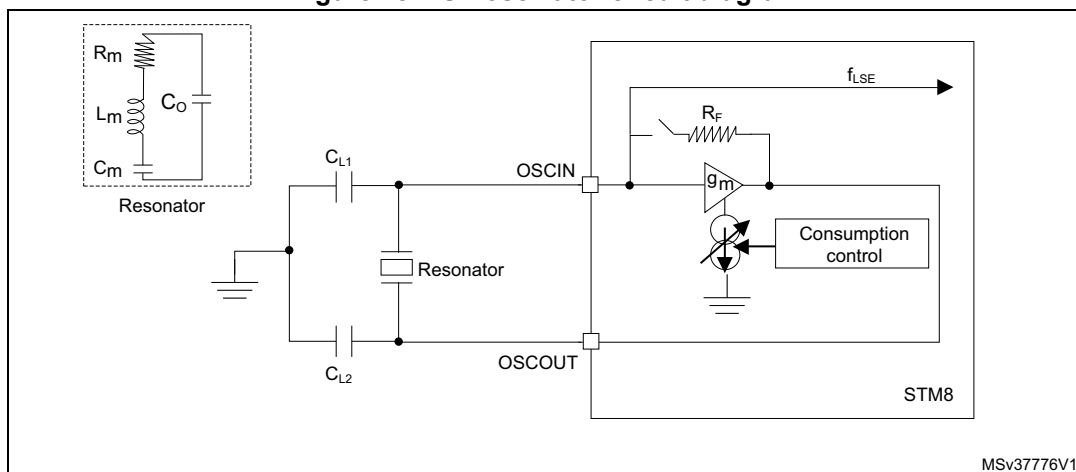 Rm
Lm
CO
Cm
Resonator
fLSE
RF
CL1
OSCIN
gm
Consumption
control
Resonator
OSCOUT
CL2
STM8
MSv37776V1